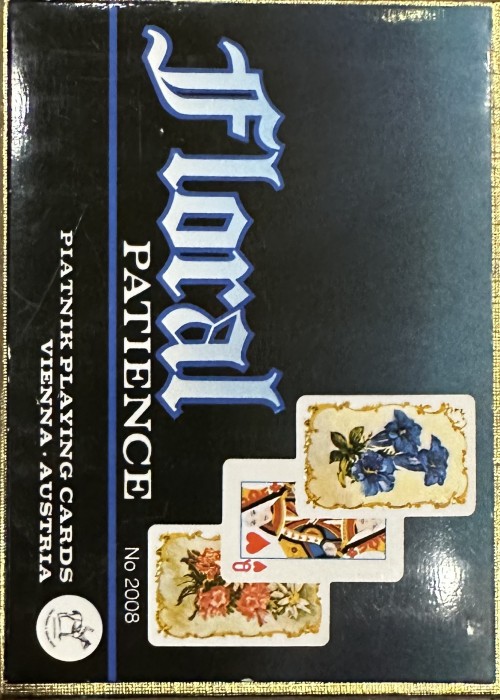 Floral
PATIENCE
No 2008
PIATNIK PLAYING CARDS
VIENNA · AUSTRIA
Q